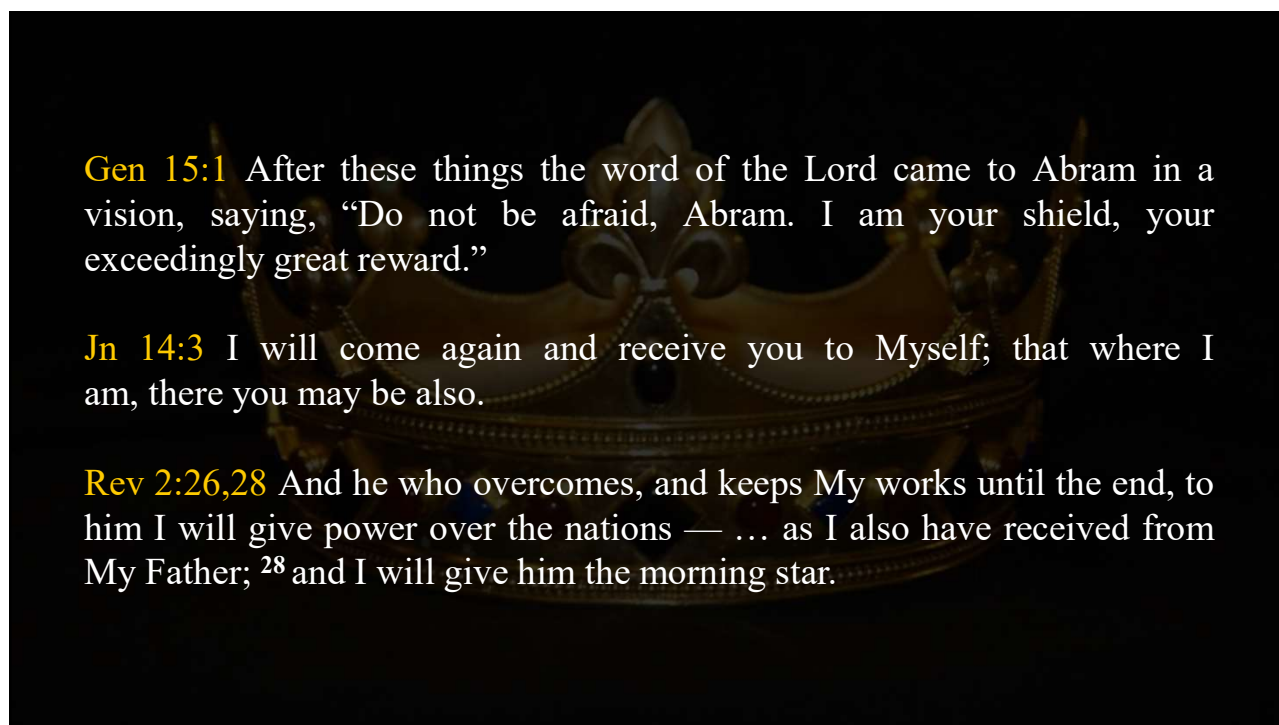 Gen 15:1 After these things the word of the Lord came to Abram in a
vision, saying, “Do not be afraid, Abram. I am your shield, your
exceedingly great reward.”
Jn 14:3 I will come again and receive you to Myself; that where I
am, there you may be also.
Rev 2:26,28 And he who overcomes, and keeps My works until the end, to
him I will give power over the nations — … as I also have received from
My Father; 28 and I will give him the morning star.